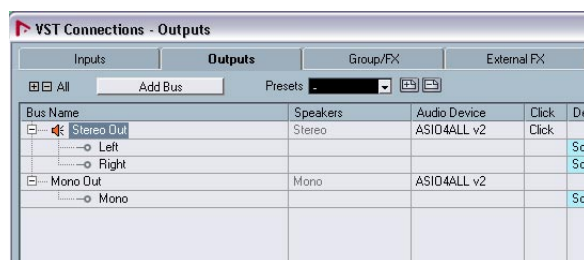 VST Connections - Outputs
Inputs Outputs Group/FX External FX
All Add Bus Presets -
Bus Name Speakers Audio Device Click
Stereo Out Stereo ASIO4ALL v2 Click
Left
Right
Mono Out Mono ASIO4ALL v2
Mono